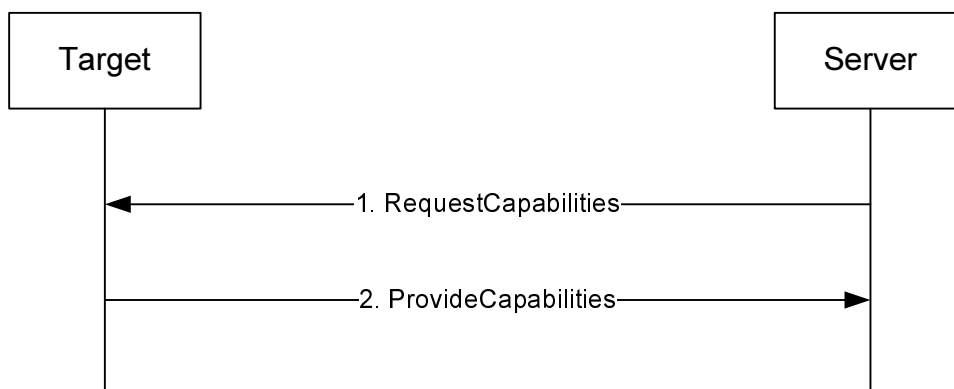 Target
Server
1. RequestCapabilities
2. ProvideCapabilities